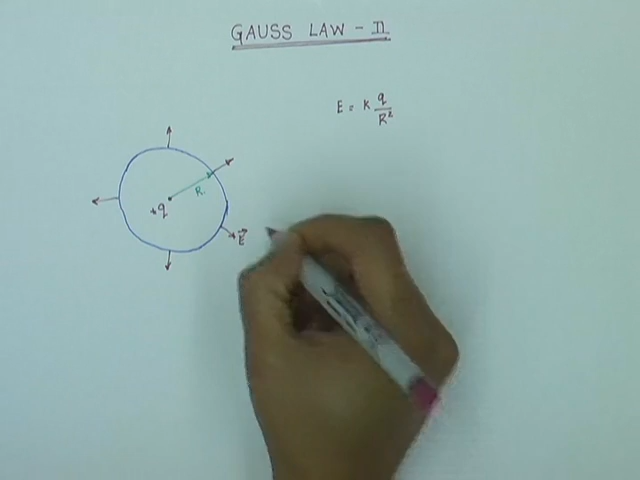 GAUSS LAW - II
E = K q/R²
R
+q
E⃗